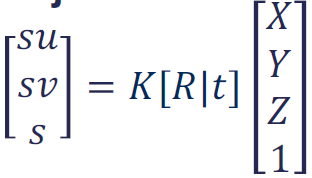 [su sv s] = K[R|t] [X Y Z 1]